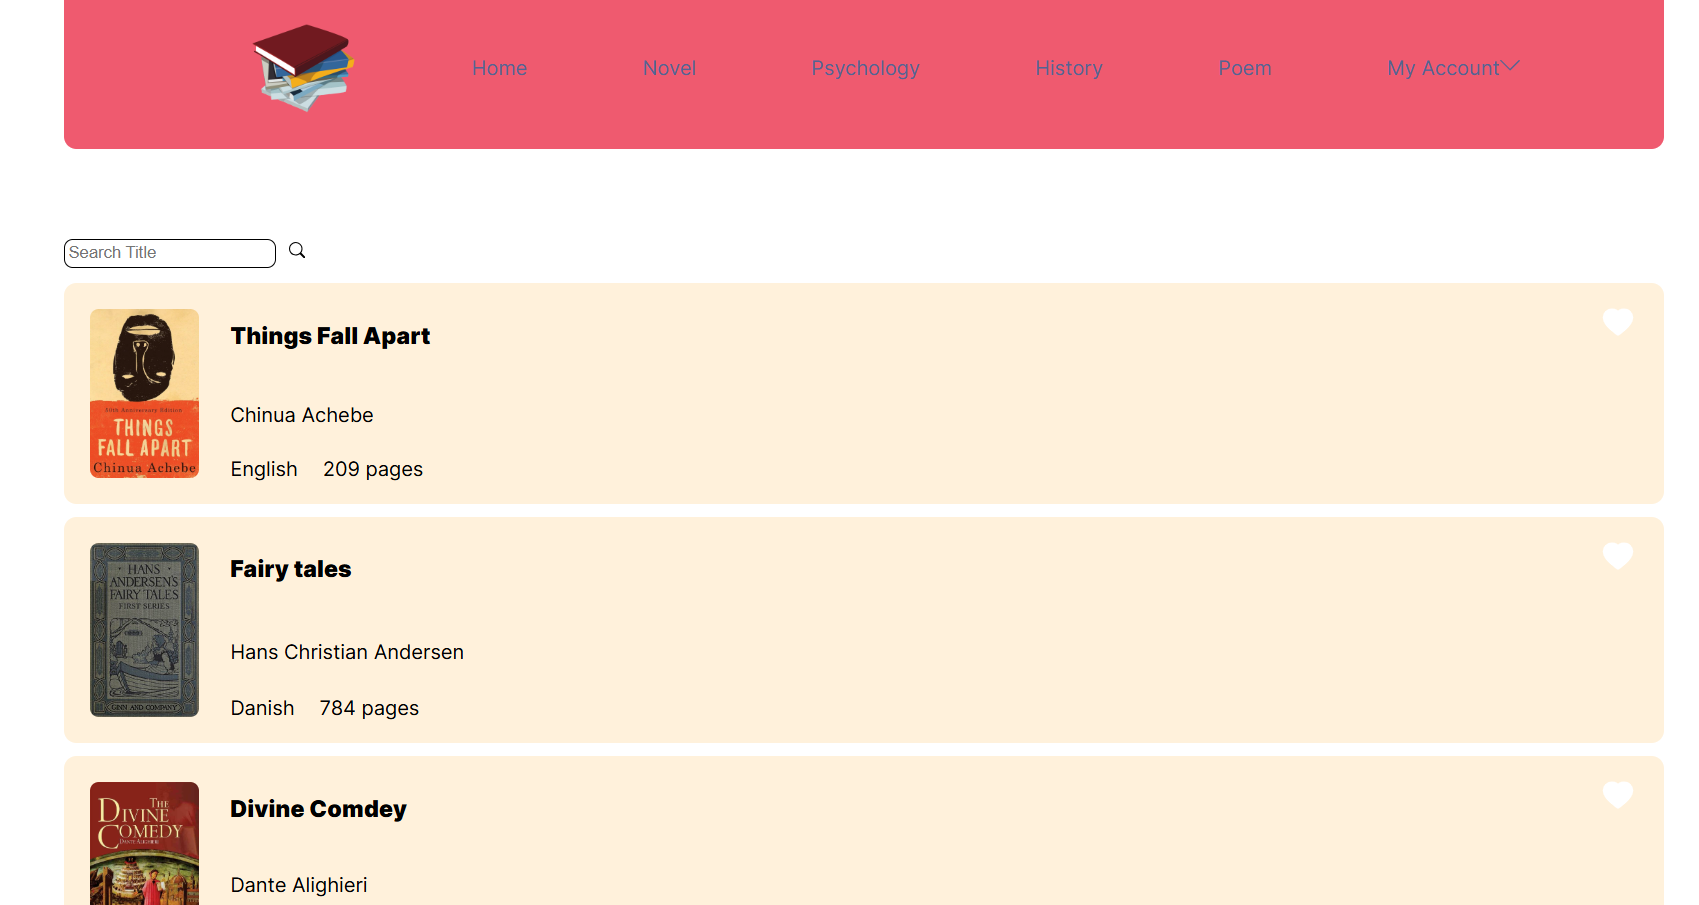 Home Novel Psychology History Poem My Account
Search Title
Things Fall Apart
Chinua Achebe
English 209 pages
50th Anniversary Edition
THINGS
FALL APART
Chinua Achebe
Fairy tales
Hans Christian Andersen
Danish 784 pages
HANS
ANDERSEN'S
FAIRY TALES
FIRST SERIES
GINN AND COMPANY
Divine Comdey
Dante Alighieri
THE
DIVINE
COMEDY
DANTE ALIGHIERI